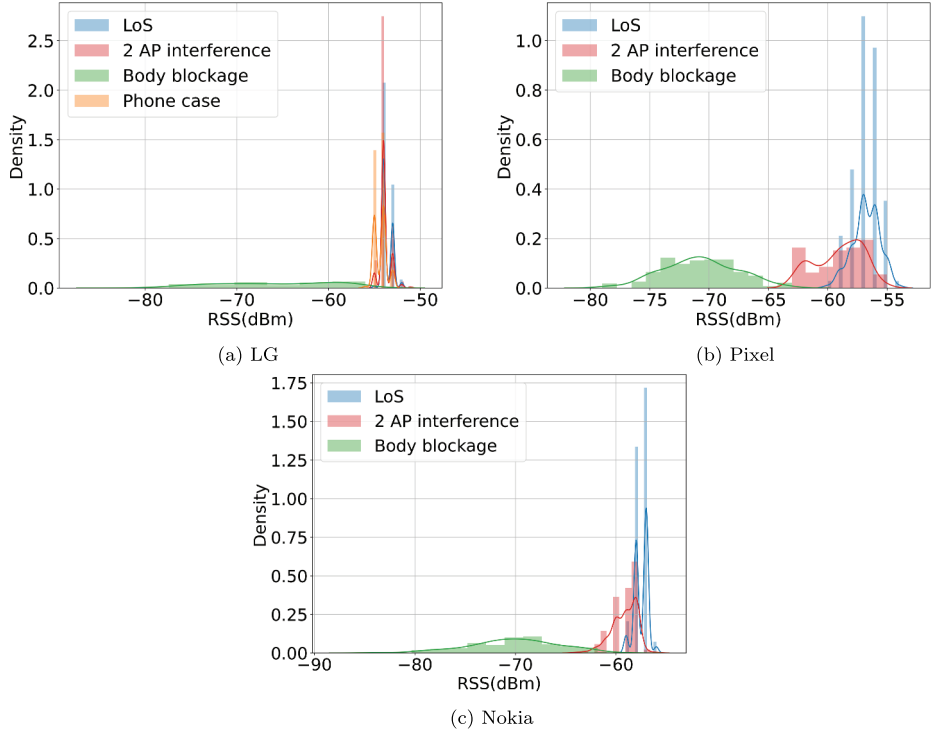 LoS
2 AP interference
Body blockage
Phone case
Density
2.5
2.0
1.5
1.0
0.5
0.0
−80 −70 −60 −50
RSS(dBm)
(a) LG
LoS
2 AP interference
Body blockage
Density
1.0
0.8
0.6
0.4
0.2
0.0
−80 −75 −70 −65 −60 −55
RSS(dBm)
(b) Pixel
LoS
2 AP interference
Body blockage
Density
1.75
1.50
1.25
1.00
0.75
0.50
0.25
0.00
−90 −80 −70 −60
RSS(dBm)
(c) Nokia